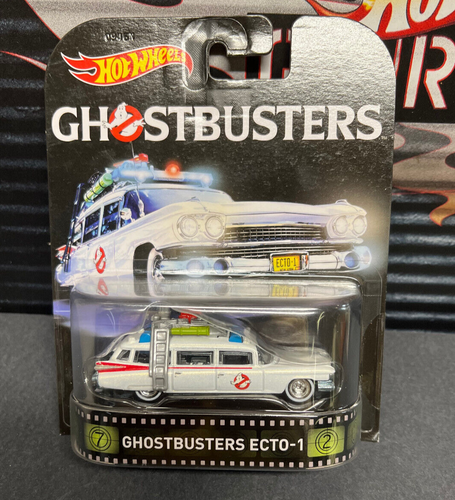 HOT WHEELS
GHOSTBUSTERS
ECTO-1
7
GHOSTBUSTERS ECTO-1
2